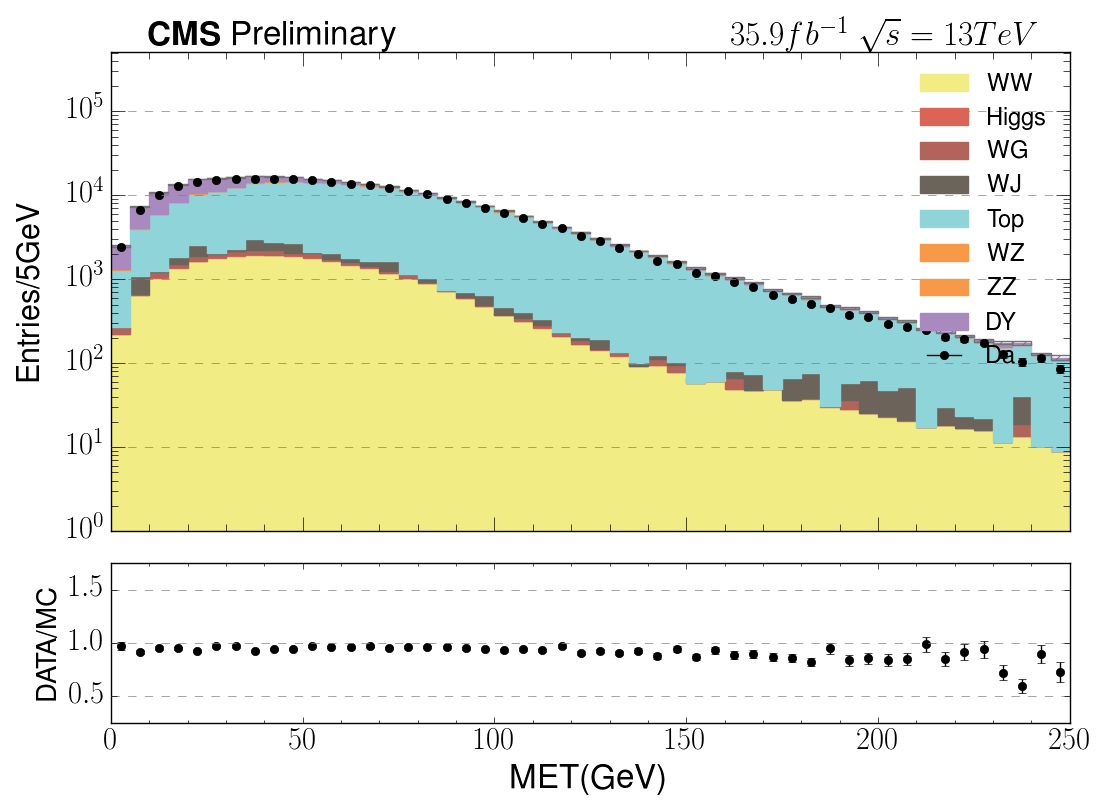 CMS Preliminary 35.9fb⁻¹ √s = 13TeV
WW
Higgs
WG
WJ
Top
WZ
ZZ
DY
Da
Entries/5GeV
10⁵
10⁴
10³
10²
10¹
10⁰
DATA/MC
1.5
1.0
0.5
0 50 100 150 200 250
MET(GeV)